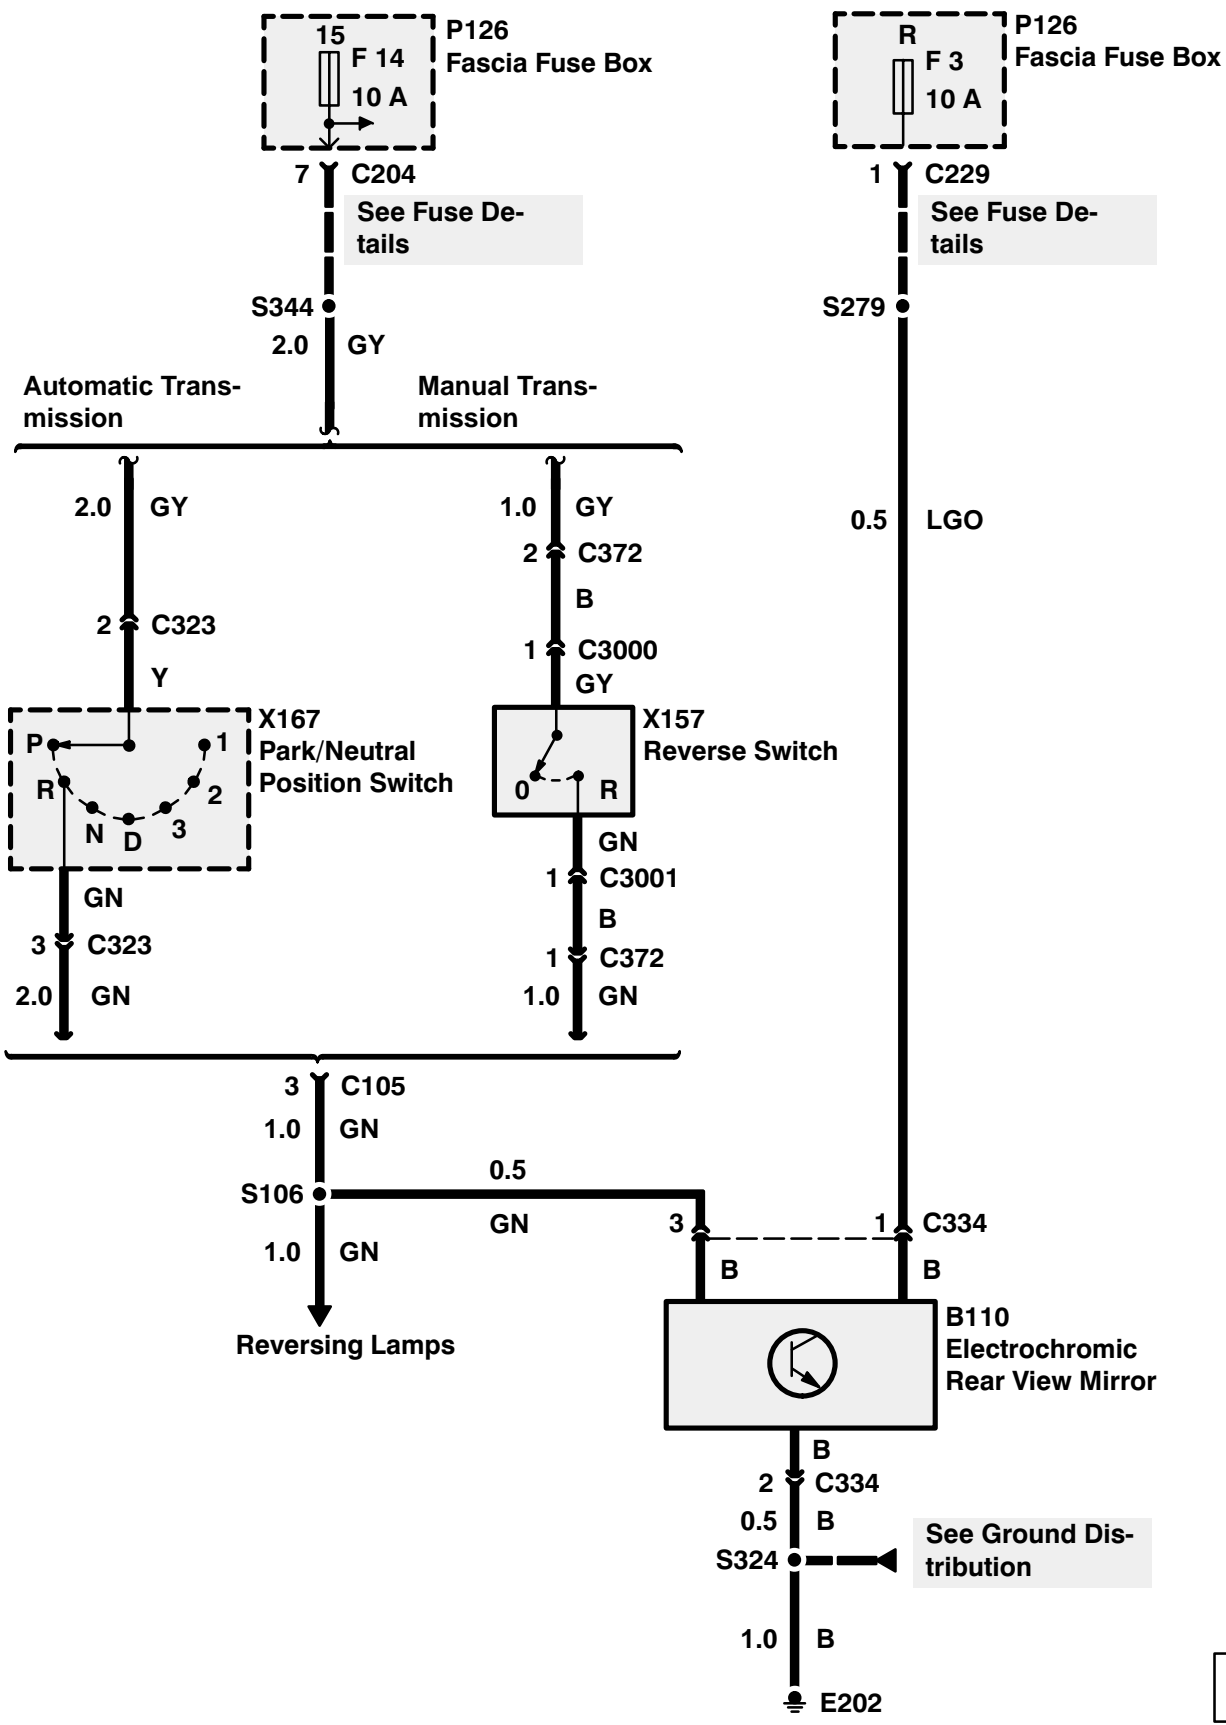 15
F 14
10 A
P126
Fascia Fuse Box
R
F 3
10 A
P126
Fascia Fuse Box
7
C204
See Fuse De-
tails
1
C229
See Fuse De-
tails
S344
2.0
GY
S279
Automatic Trans-
mission
Manual Trans-
mission
2.0
GY
1.0
GY
0.5
LGO
2
C372
B
2
C323
1
C3000
Y
GY
X167
Park/Neutral
Position Switch
P
R
N
D
3
2
1
X157
Reverse Switch
0
R
GN
3
C323
2.0
GN
GN
1
C3001
B
1
C372
1.0
GN
3
C105
1.0
GN
S106
0.5
GN
1.0
GN
Reversing Lamps
3
1
C334
B
B
B110
Electrochromic
Rear View Mirror
B
2
C334
0.5
B
S324
See Ground Dis-
tribution
1.0
B
E202